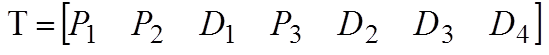 T = [P₁ P₂ D₁ P₃ D₂ D₃ D₄]